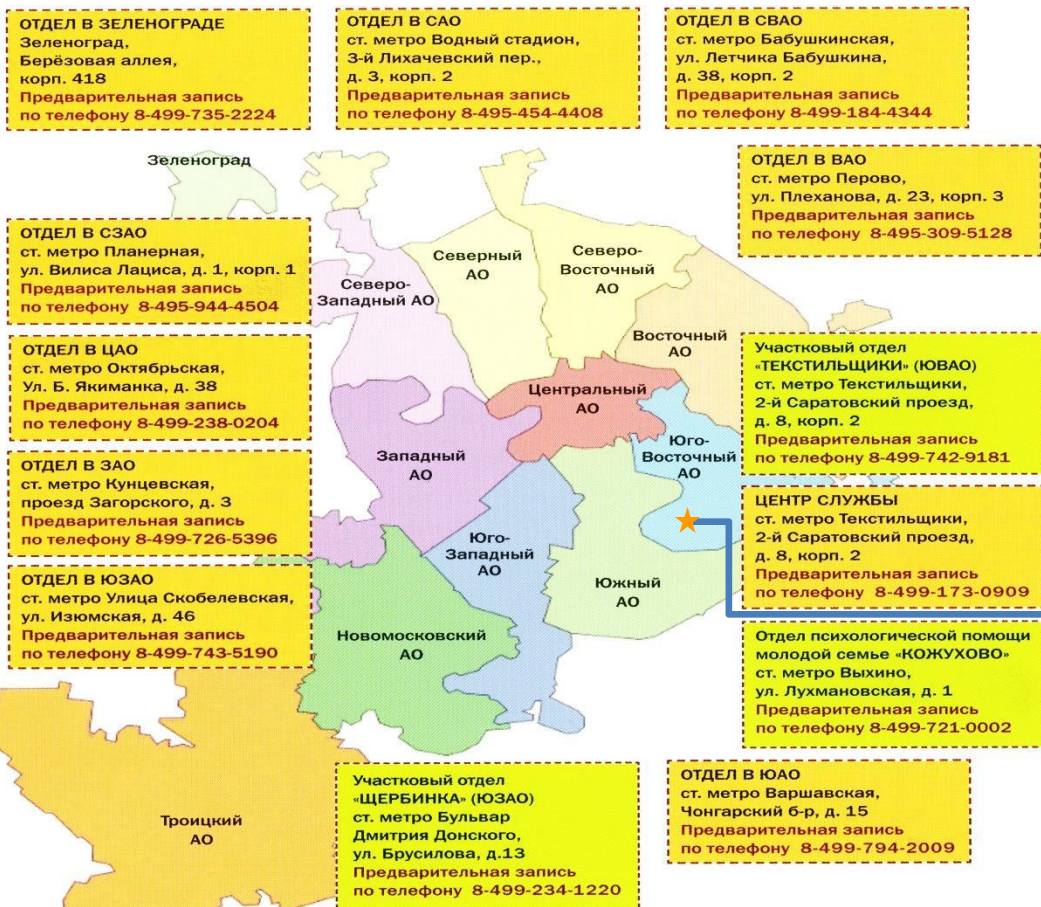 ОТДЕЛ В ЗЕЛЕНОГРАДЕ
Зеленоград,
Берёзовая аллея,
корп. 418
Предварительная запись
по телефону 8-499-735-2224
ОТДЕЛ В САО
ст. метро Водный стадион,
3-й Лихачевский пер.,
д. 3, корп. 2
Предварительная запись
по телефону 8-495-454-4408
ОТДЕЛ В СВАО
ст. метро Бабушкинская,
ул. Летчика Бабушкина,
д. 38, корп. 2
Предварительная запись
по телефону 8-499-184-4344
Зеленоград
ОТДЕЛ В ВАО
ст. метро Перово,
ул. Плеханова, д. 23, корп. 3
Предварительная запись
по телефону 8-495-309-5128
ОТДЕЛ В СЗАО
ст. метро Планерная,
ул. Вилиса Лациса, д. 1, корп. 1
Предварительная запись
по телефону 8-495-944-4504
Северо-
Западный АО
Северный
АО
Северо-
Восточный
АО
Восточный
АО
ОТДЕЛ В ЦАО
ст. метро Октябрьская,
Ул. Б. Якиманка, д. 38
Предварительная запись
по телефону 8-499-238-0204
Центральный
АО
Участковый отдел
«ТЕКСТИЛЬЩИКИ» (ЮВАО)
ст. метро Текстильщики,
2-й Саратовский проезд,
д. 8, корп. 2
Предварительная запись
по телефону 8-499-742-9181
Западный
АО
Юго-
Восточный
АО
ОТДЕЛ В ЗАО
ст. метро Кунцевская,
проезд Загорского, д. 3
Предварительная запись
по телефону 8-499-726-5396
ЦЕНТР СЛУЖБЫ
ст. метро Текстильщики,
2-й Саратовский проезд,
д. 8, корп. 2
Предварительная запись
по телефону 8-499-173-0909
Юго-
Западный
АО
Южный
АО
ОТДЕЛ В ЮЗАО
ст. метро Улица Скобелевская,
ул. Изюмская, д. 46
Предварительная запись
по телефону 8-499-743-5190
Новомосковский
АО
Отдел психологической помощи
молодой семье «КОЖУХОВО»
ст. метро Выхино,
ул. Лухмановская, д. 1
Предварительная запись
по телефону 8-499-721-0002
Троицкий
АО
Участковый отдел
«ЩЕРБИНКА» (ЮЗАО)
ст. метро Бульвар
Дмитрия Донского,
ул. Брусилова, д.13
Предварительная запись
по телефону 8-499-234-1220
ОТДЕЛ В ЮАО
ст. метро Варшавская,
Чонгарский б-р, д. 15
Предварительная запись
по телефону 8-499-794-2009